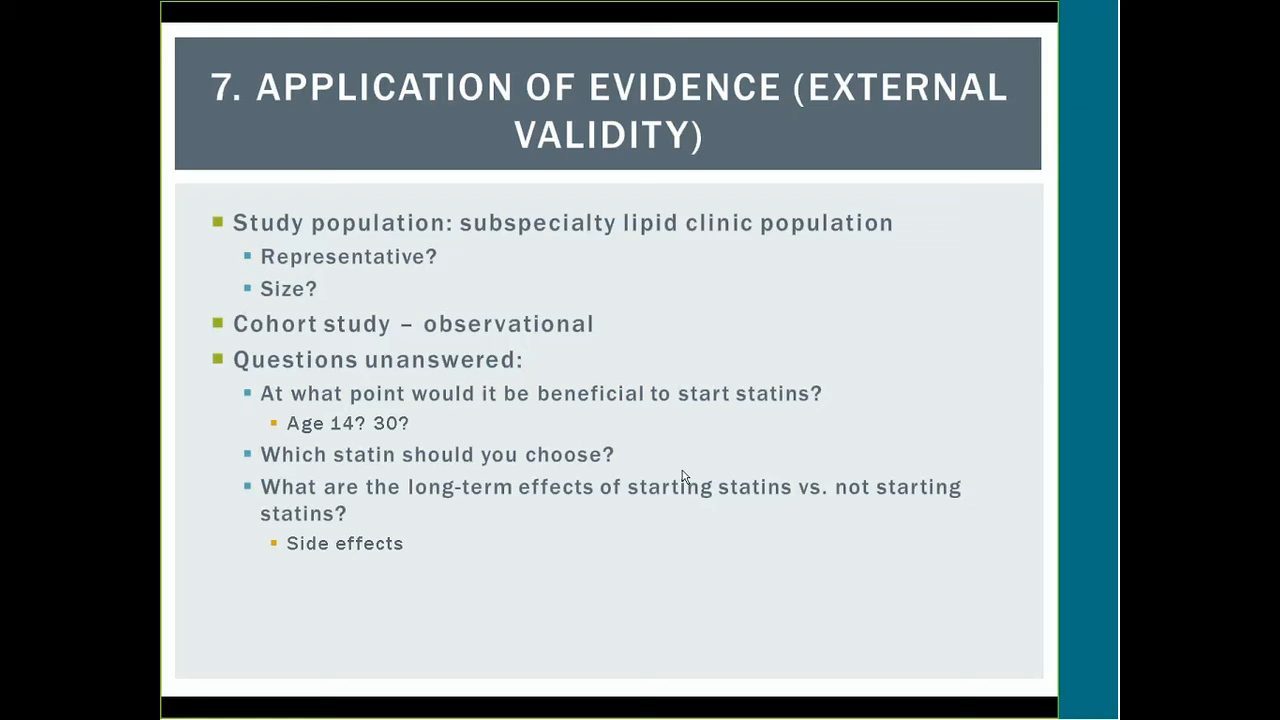 7. APPLICATION OF EVIDENCE (EXTERNAL
VALIDITY)
Study population: subspecialty lipid clinic population
Representative?
Size?
Cohort study – observational
Questions unanswered:
At what point would it be beneficial to start statins?
Age 14? 30?
Which statin should you choose?
What are the long-term effects of starting statins vs. not starting
statins?
Side effects